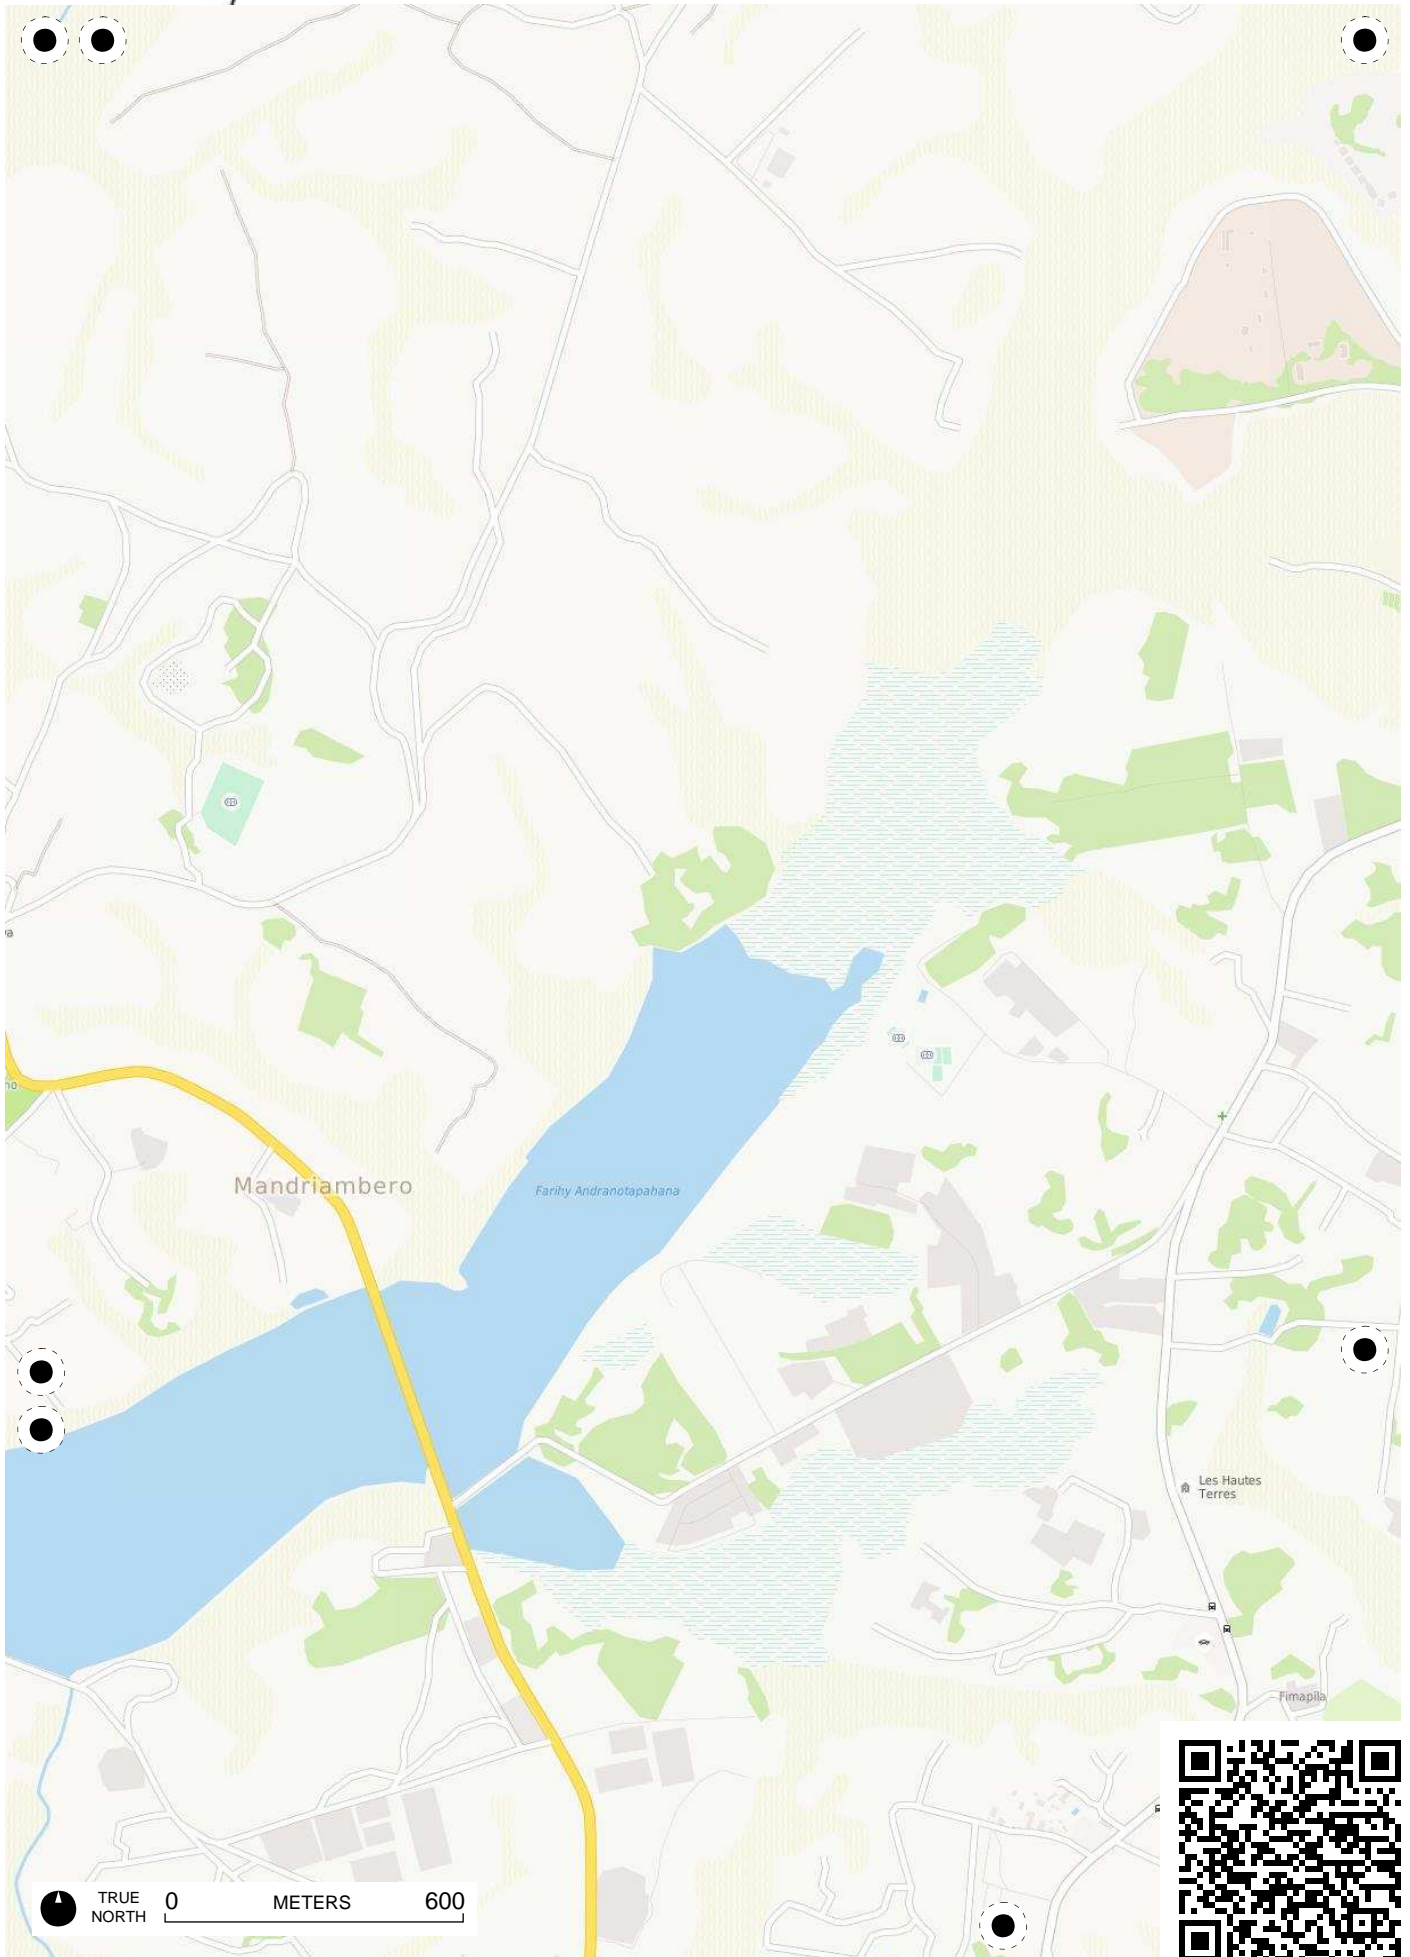 Mandriambero
Farihy Andranotapahana
Les Hautes
Terres
Fimapila
TRUE
NORTH
0 METERS 600